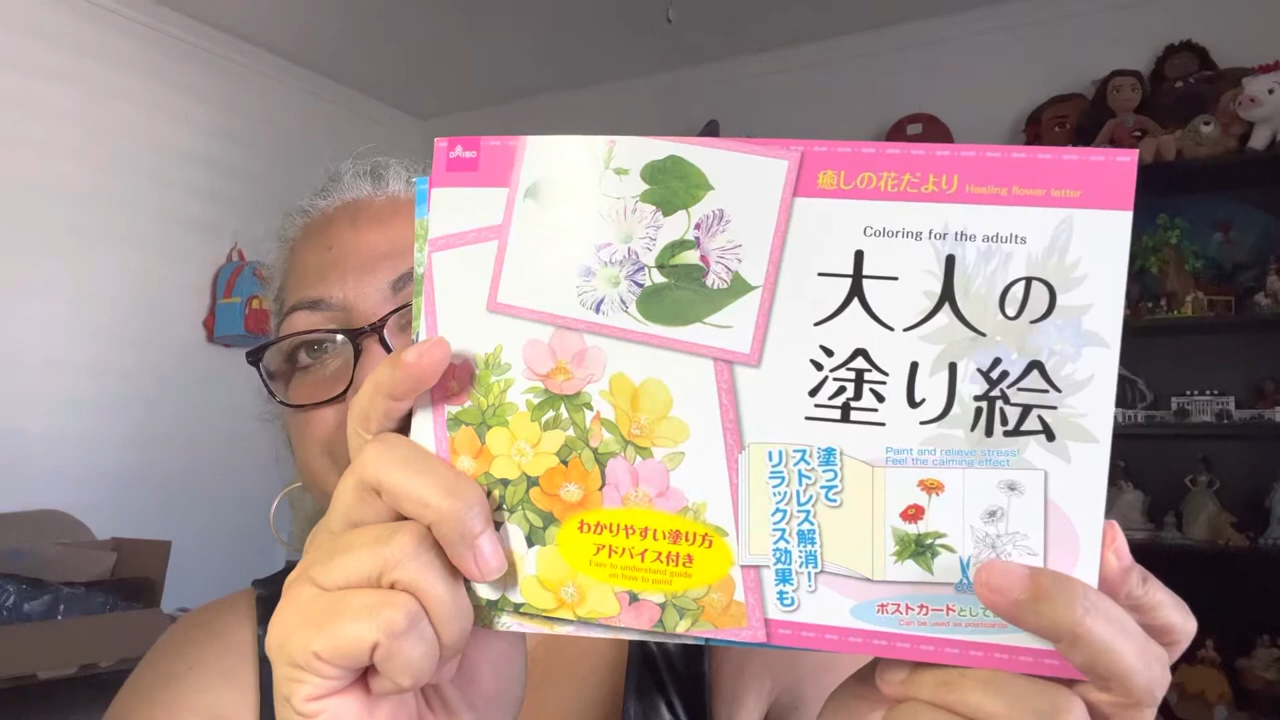 DAISO
癒しの花だより Healing flower letter
Coloring for the adults
大人の
塗り絵
Paint and relieve stress!
Feel the calming effect
塗って
ストレス解消！
リラックス効果も
わかりやすい塗り方
アドバイス付き
Easy to understand guide
on how to paint
ポストカードとして
Can be used as postcards